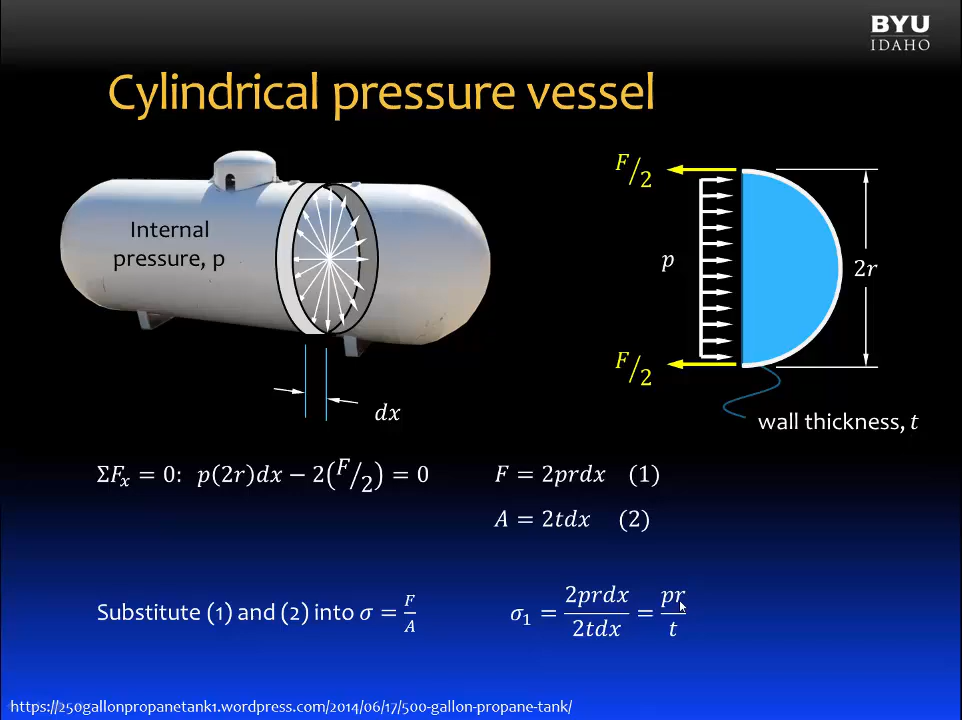 BYU
IDAHO
Cylindrical pressure vessel
Internal
pressure, p
dx
F/2
p
2r
F/2
wall thickness, t
ΣFₓ = 0: p(2r)dx − 2(F/2) = 0
F = 2prdx (1)
A = 2tdx (2)
Substitute (1) and (2) into σ = F/A
σ₁ = 2prdx/2tdx = pr/t
https://250gallonpropanetank1.wordpress.com/2014/06/17/500-gallon-propane-tank/